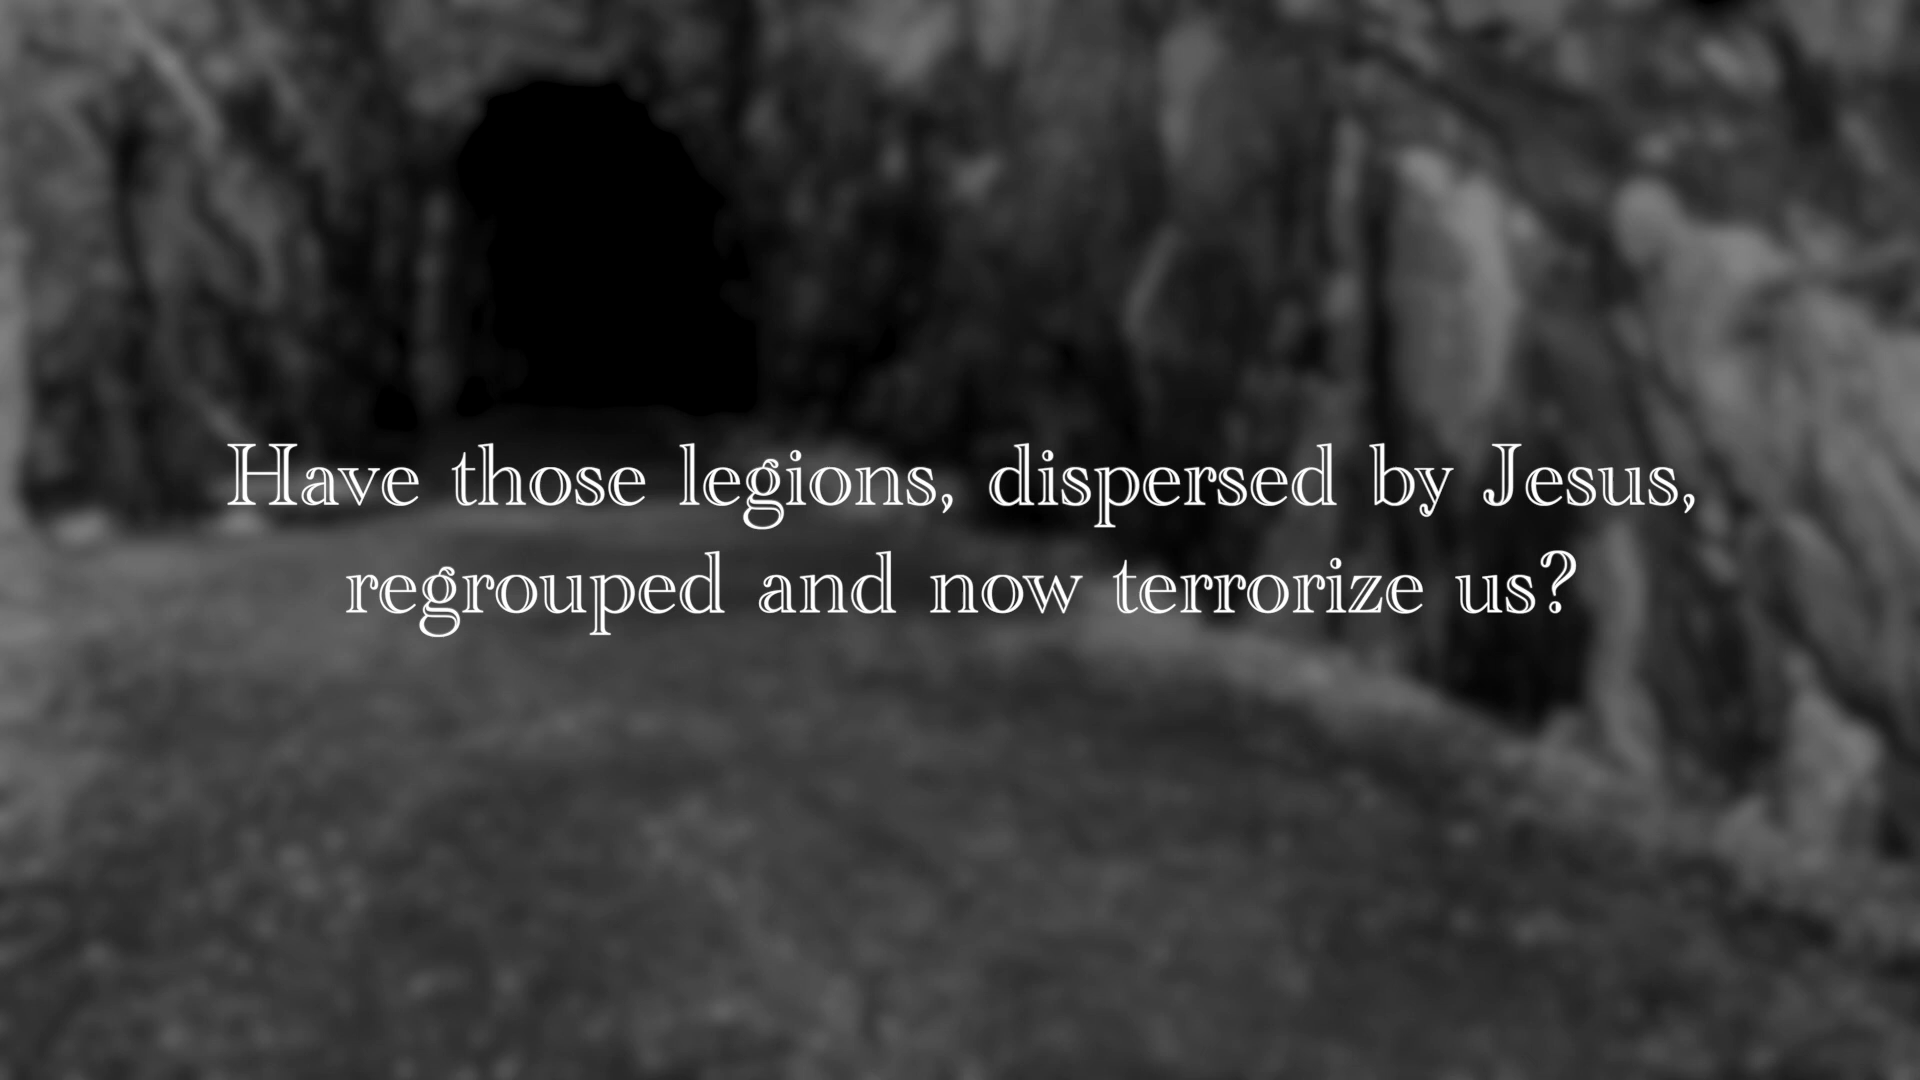 Have those legions, dispersed by Jesus,
regrouped and now terrorize us?